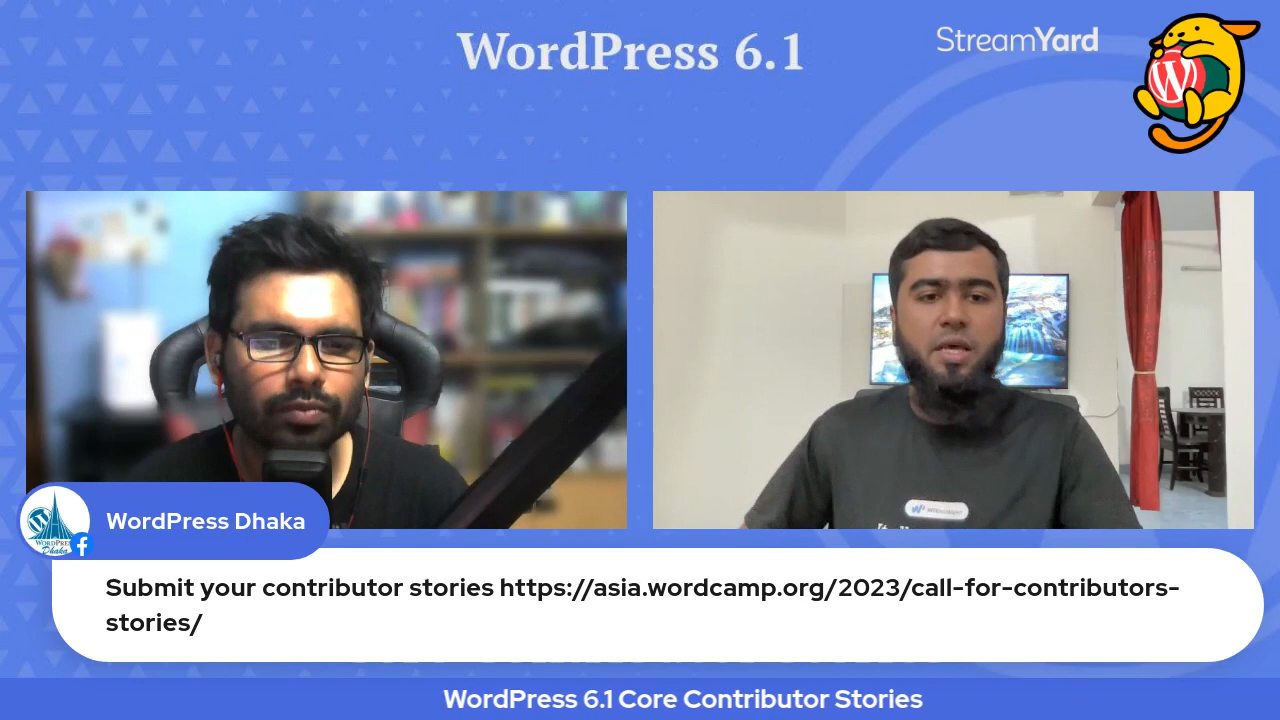 WordPress 6.1
StreamYard
WordPress Dhaka
Submit your contributor stories https://asia.wordcamp.org/2023/call-for-contributors-
stories/
WordPress 6.1 Core Contributor Stories